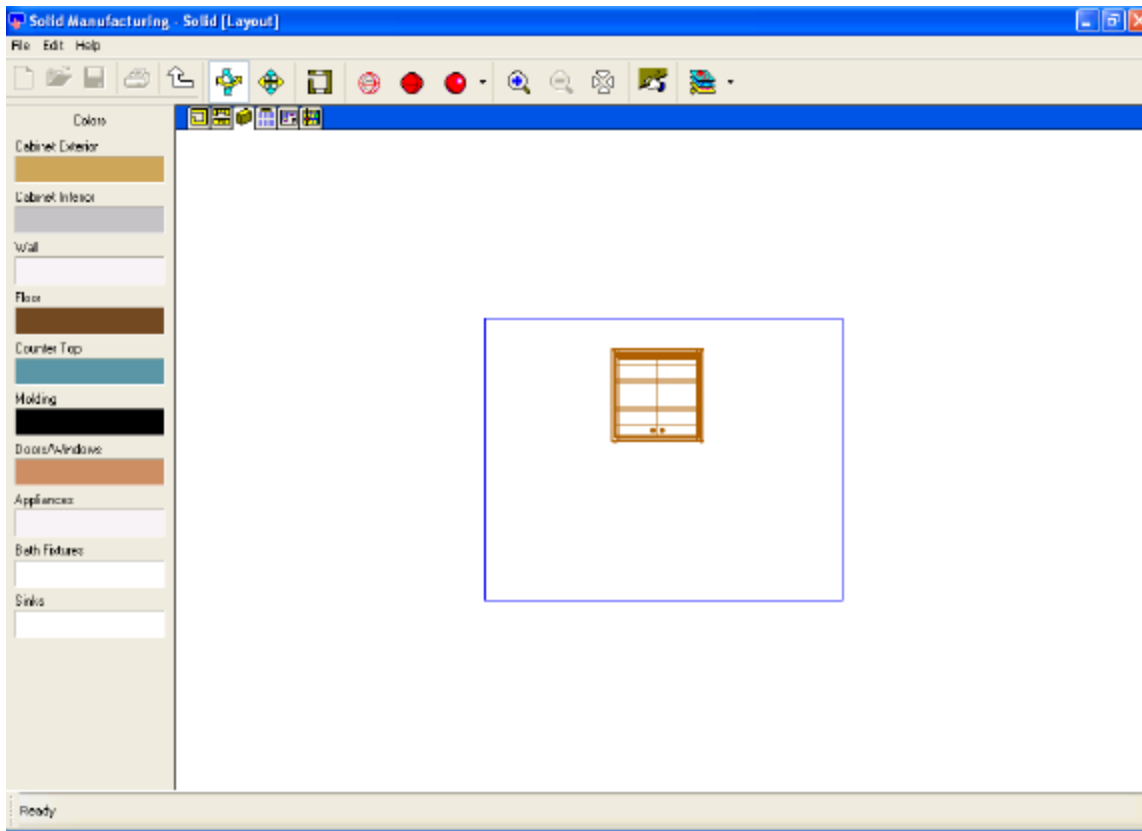 Solid Manufacturing - Solid [Layout]
File Edit Help
Colors
Cabinet Exterior
Cabinet Interior
Wall
Floor
Counter Top
Molding
Doors/Windows
Appliances
Bath Fixtures
Sinks
Ready